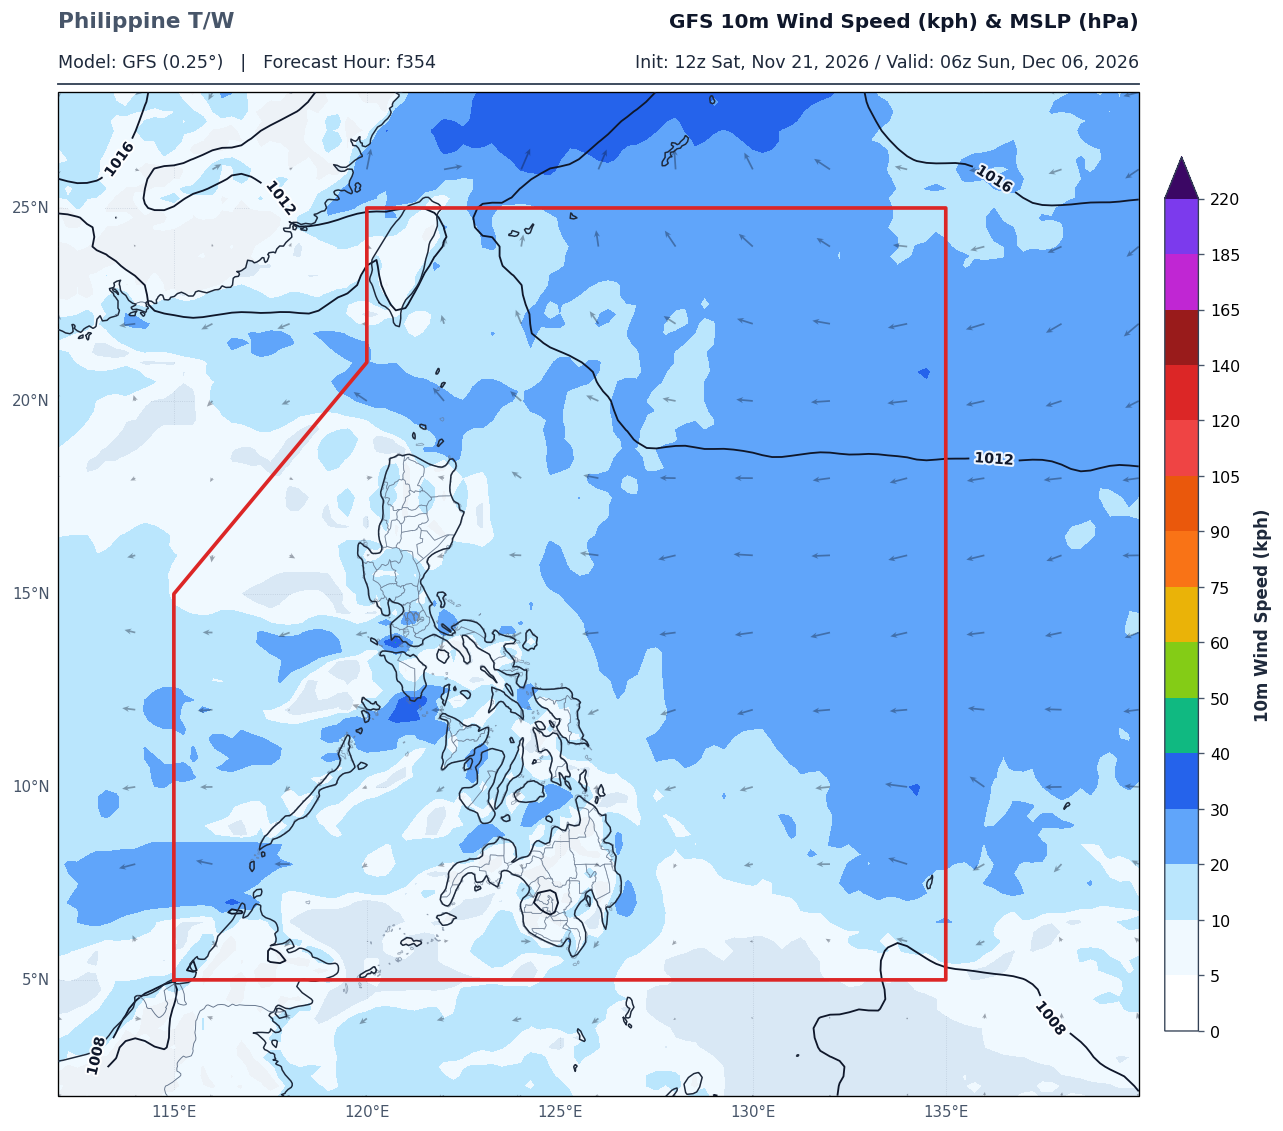 Philippine T/W
GFS 10m Wind Speed (kph) & MSLP (hPa)
Model: GFS (0.25°)   |   Forecast Hour: f354
Init: 12z Sat, Nov 21, 2026 / Valid: 06z Sun, Dec 06, 2026
1016
1012
1016
1012
1008
1008
25°N
20°N
15°N
10°N
5°N
115°E
120°E
125°E
130°E
135°E
220
185
165
140
120
105
90
75
60
50
40
30
20
10
5
0
10m Wind Speed (kph)